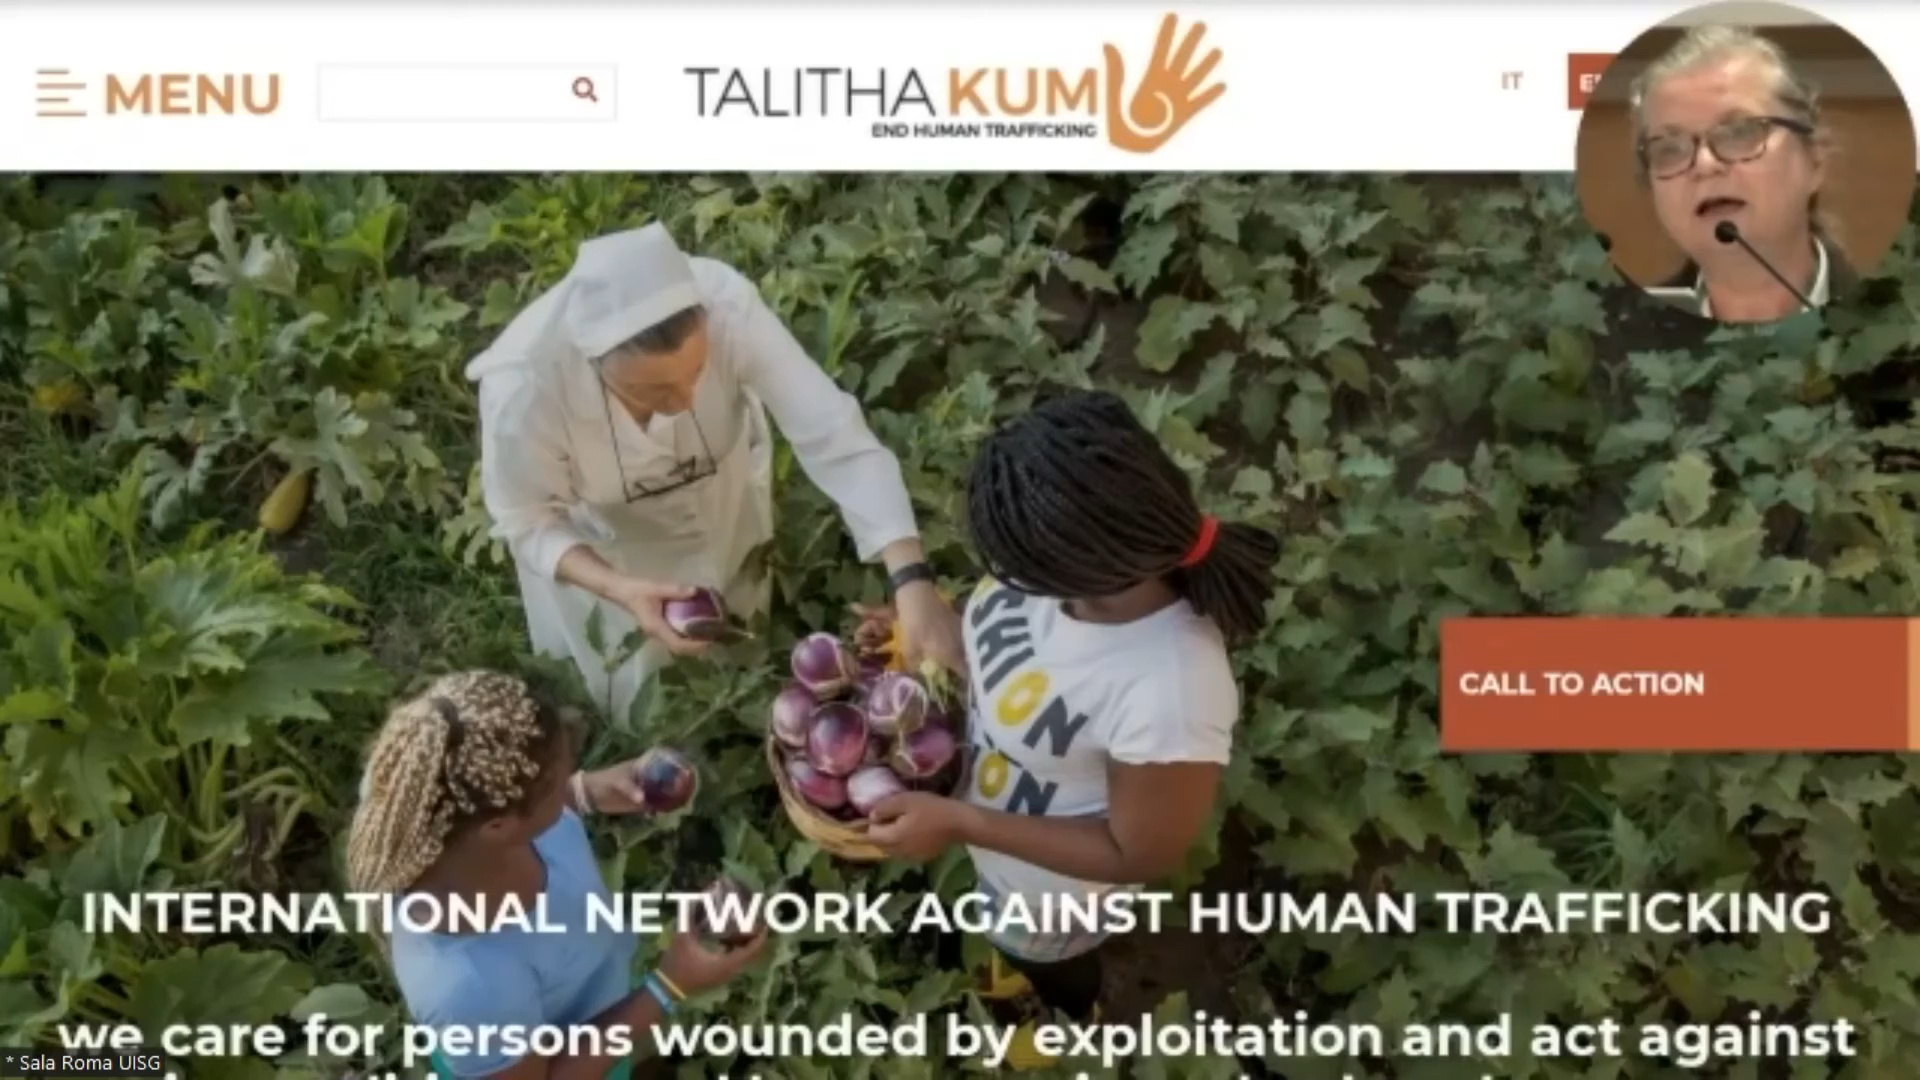 MENU
TALITHA KUM
END HUMAN TRAFFICKING
IT
CALL TO ACTION
INTERNATIONAL NETWORK AGAINST HUMAN TRAFFICKING
we care for persons wounded by exploitation and act against
* Sala Roma UISG